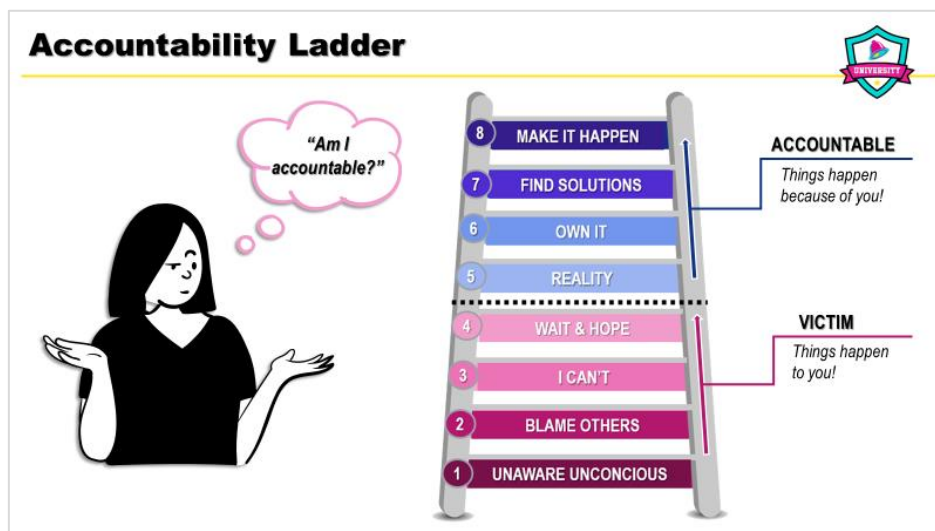 Accountability Ladder
UNIVERSITY
“Am I
accountable?”
8 MAKE IT HAPPEN
7 FIND SOLUTIONS
6 OWN IT
5 REALITY
4 WAIT & HOPE
3 I CAN'T
2 BLAME OTHERS
1 UNAWARE UNCONCIOUS
ACCOUNTABLE
Things happen
because of you!
VICTIM
Things happen
to you!